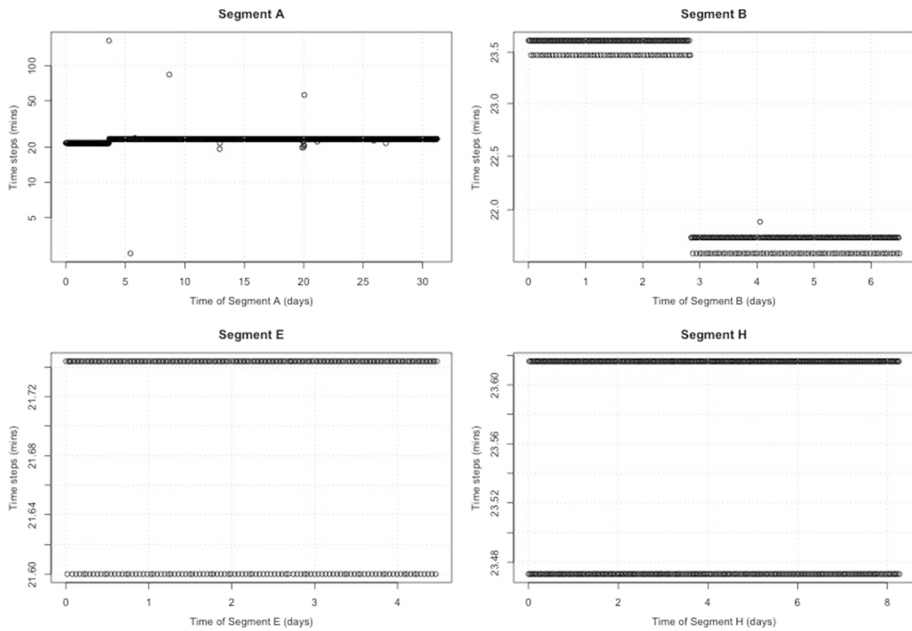 Segment A
Time steps (mins)
100
50
20
10
5
0 5 10 15 20 25 30
Time of Segment A (days)
Segment B
Time steps (mins)
23.5
23.0
22.5
22.0
0 1 2 3 4 5 6
Time of Segment B (days)
Segment E
Time steps (mins)
21.72
21.68
21.64
21.60
0 1 2 3 4
Time of Segment E (days)
Segment H
Time steps (mins)
23.60
23.56
23.52
23.48
0 2 4 6 8
Time of Segment H (days)